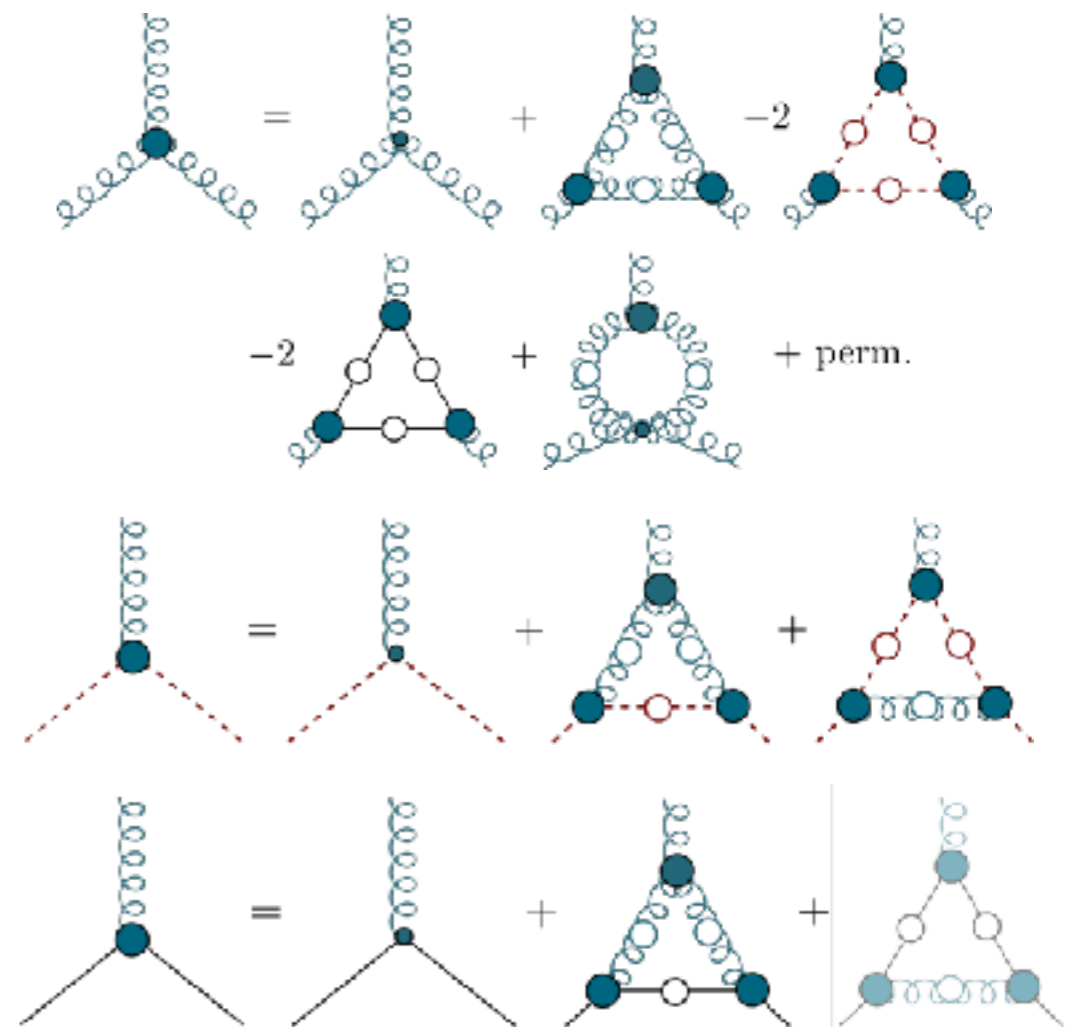 = + −2
−2 + + perm.
= + +
= + +